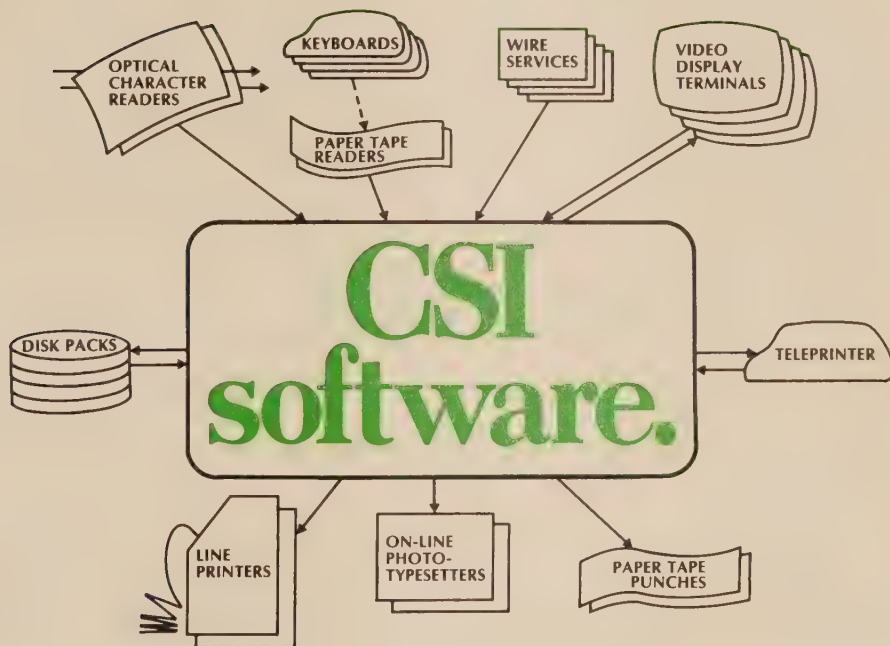 OPTICAL
CHARACTER
READERS
KEYBOARDS
PAPER TAPE
READERS
WIRE
SERVICES
VIDEO
DISPLAY
TERMINALS
CSI
software.
DISK PACKS
TELEPRINTER
LINE
PRINTERS
ON-LINE
PHOTO-
TYPESETTERS
PAPER TAPE
PUNCHES